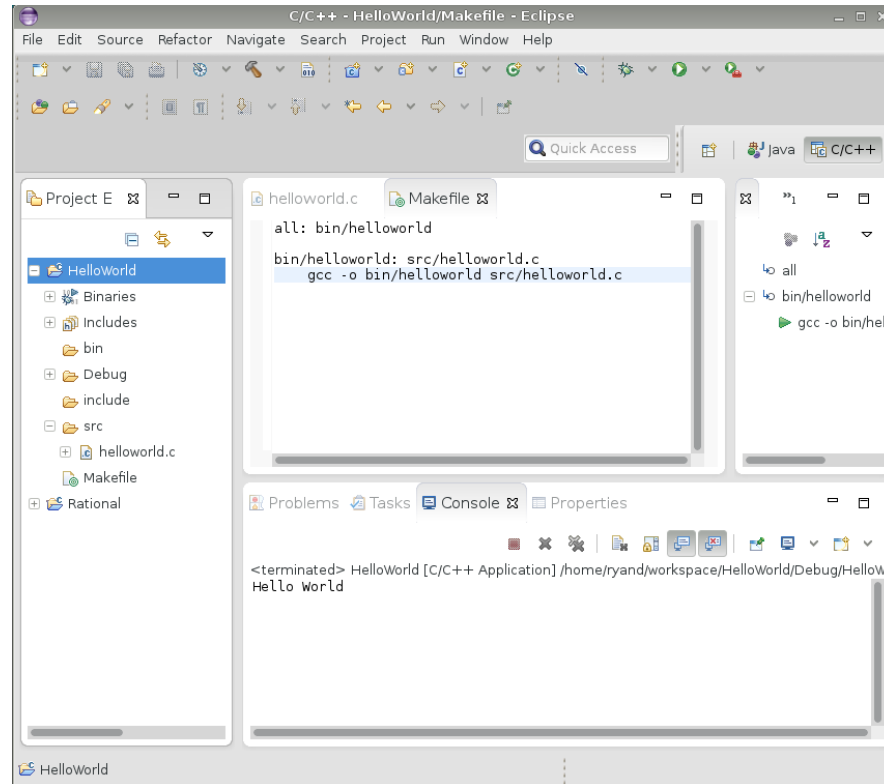 C/C++ - HelloWorld/Makefile - Eclipse
File Edit Source Refactor Navigate Search Project Run Window Help
Quick Access
Java
C/C++
Project E
HelloWorld
Binaries
Includes
bin
Debug
include
src
helloworld.c
Makefile
Rational
helloworld.c
Makefile
all: bin/helloworld
bin/helloworld: src/helloworld.c
gcc -o bin/helloworld src/helloworld.c
»1
all
bin/helloworld
gcc -o bin/hel
Problems Tasks Console Properties
<terminated> HelloWorld [C/C++ Application] /home/ryand/workspace/HelloWorld/Debug/HelloW
Hello World
HelloWorld